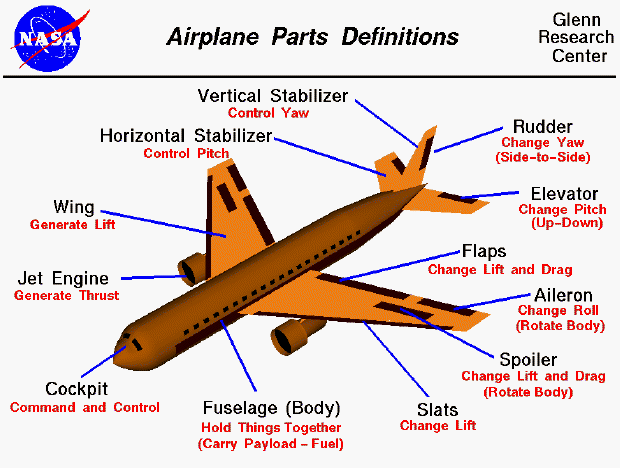 NASA
Airplane Parts Definitions
Glenn
Research
Center
Vertical Stabilizer
Control Yaw
Horizontal Stabilizer
Control Pitch
Rudder
Change Yaw
(Side-to-Side)
Wing
Generate Lift
Elevator
Change Pitch
(Up-Down)
Jet Engine
Generate Thrust
Flaps
Change Lift and Drag
Aileron
Change Roll
(Rotate Body)
Cockpit
Command and Control
Fuselage (Body)
Hold Things Together
(Carry Payload - Fuel)
Slats
Change Lift
Spoiler
Change Lift and Drag
(Rotate Body)